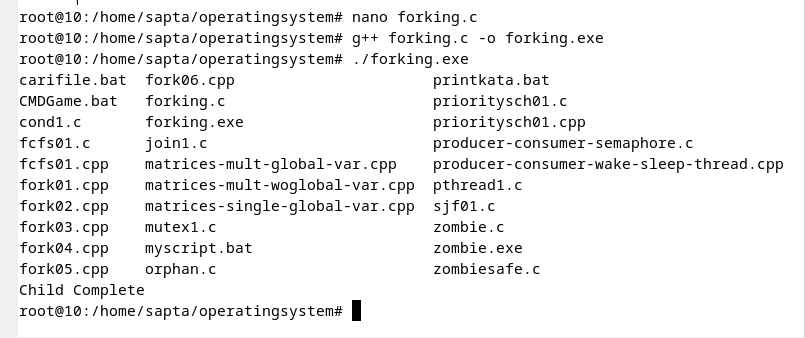 root@10:/home/sapta/operatingsystem# nano forking.c
root@10:/home/sapta/operatingsystem# g++ forking.c -o forking.exe
root@10:/home/sapta/operatingsystem# ./forking.exe
carifile.bat  fork06.cpp                      printkata.bat
CMDGame.bat   forking.c                       prioritysch01.c
cond1.c       forking.exe                     prioritysch01.cpp
fcfs01.c      join1.c                         producer-consumer-semaphore.c
fcfs01.cpp    matrices-mult-global-var.cpp    producer-consumer-wake-sleep-thread.cpp
fork01.cpp    matrices-mult-woglobal-var.cpp  pthread1.c
fork02.cpp    matrices-single-global-var.cpp  sjf01.c
fork03.cpp    mutex1.c                        zombie.c
fork04.cpp    myscript.bat                    zombie.exe
fork05.cpp    orphan.c                        zombiesafe.c
Child Complete
root@10:/home/sapta/operatingsystem#